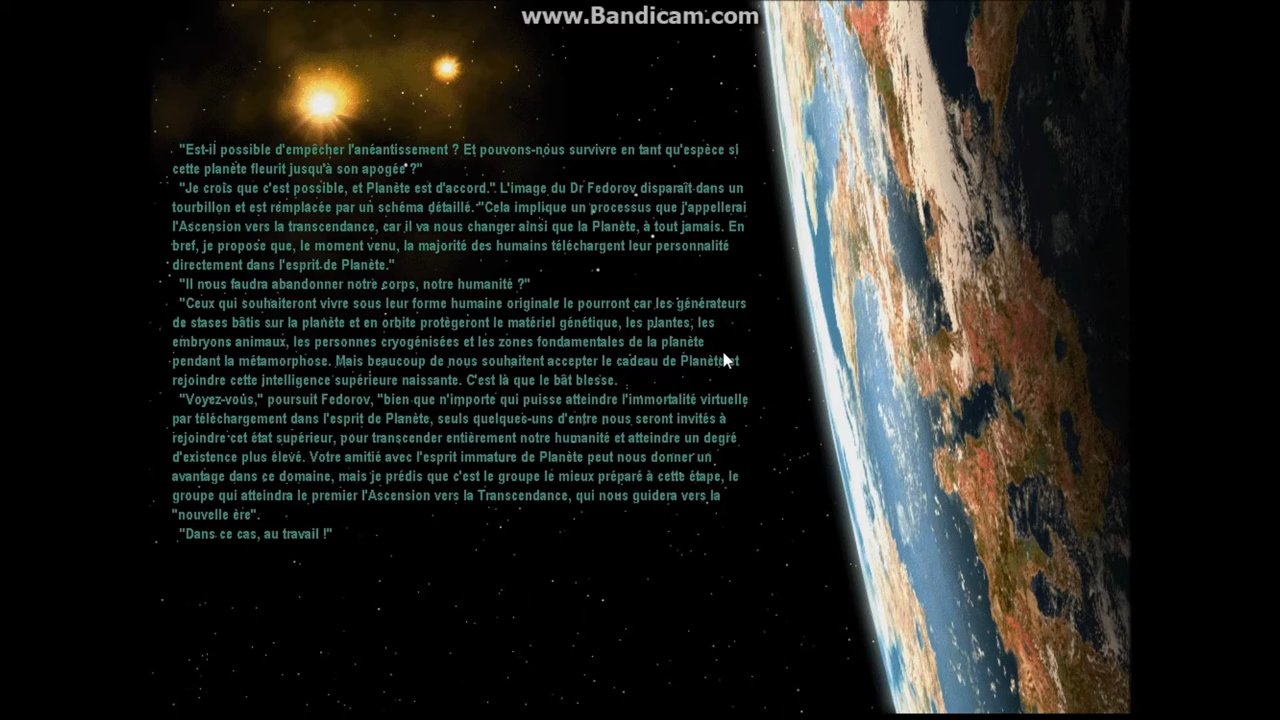 www.Bandicam.com
"Est-il possible d'empêcher l'anéantissement ? Et pouvons-nous survivre en tant qu'espèce si
cette planète fleurit jusqu'à son apogée ?"
"Je crois que c'est possible, et Planète est d'accord." L'image du Dr Fedorov disparaît dans un
tourbillon et est remplacée par un schéma détaillé. "Cela implique un processus que j'appellerai
l'Ascension vers la transcendance, car il va nous changer ainsi que la Planète, à tout jamais. En
bref, je propose que, le moment venu, la majorité des humains téléchargent leur personnalité
directement dans l'esprit de Planète."
"Il nous faudra abandonner notre corps, notre humanité ?"
"Ceux qui souhaiteront vivre sous leur forme humaine originale le pourront car les générateurs
de stases bâtis sur la planète et en orbite protègeront le matériel génétique, les plantes, les
embryons animaux, les personnes cryogénisées et les zones fondamentales de la planète
pendant la métamorphose. Mais beaucoup de nous souhaitent accepter le cadeau de Planète et
rejoindre cette intelligence supérieure naissante. C'est là que le bât blesse.
"Voyez-vous," poursuit Fedorov, "bien que n'importe qui puisse atteindre l'immortalité virtuelle
par téléchargement dans l'esprit de Planète, seuls quelques-uns d'entre nous seront invités à
rejoindre cet état supérieur, pour transcender entièrement notre humanité et atteindre un degré
d'existence plus élevé. Votre amitié avec l'esprit immature de Planète peut nous donner un
avantage dans ce domaine, mais je prédis que c'est le groupe le mieux préparé à cette étape, le
groupe qui atteindra le premier l'Ascension vers la Transcendance, qui nous guidera vers la
"nouvelle ère".
"Dans ce cas, au travail !"